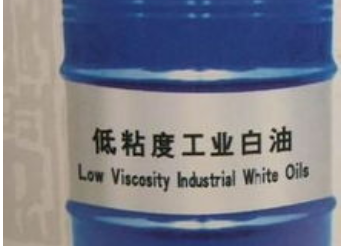 低粘度工业白油
Low Viscosity Industrial White Oils